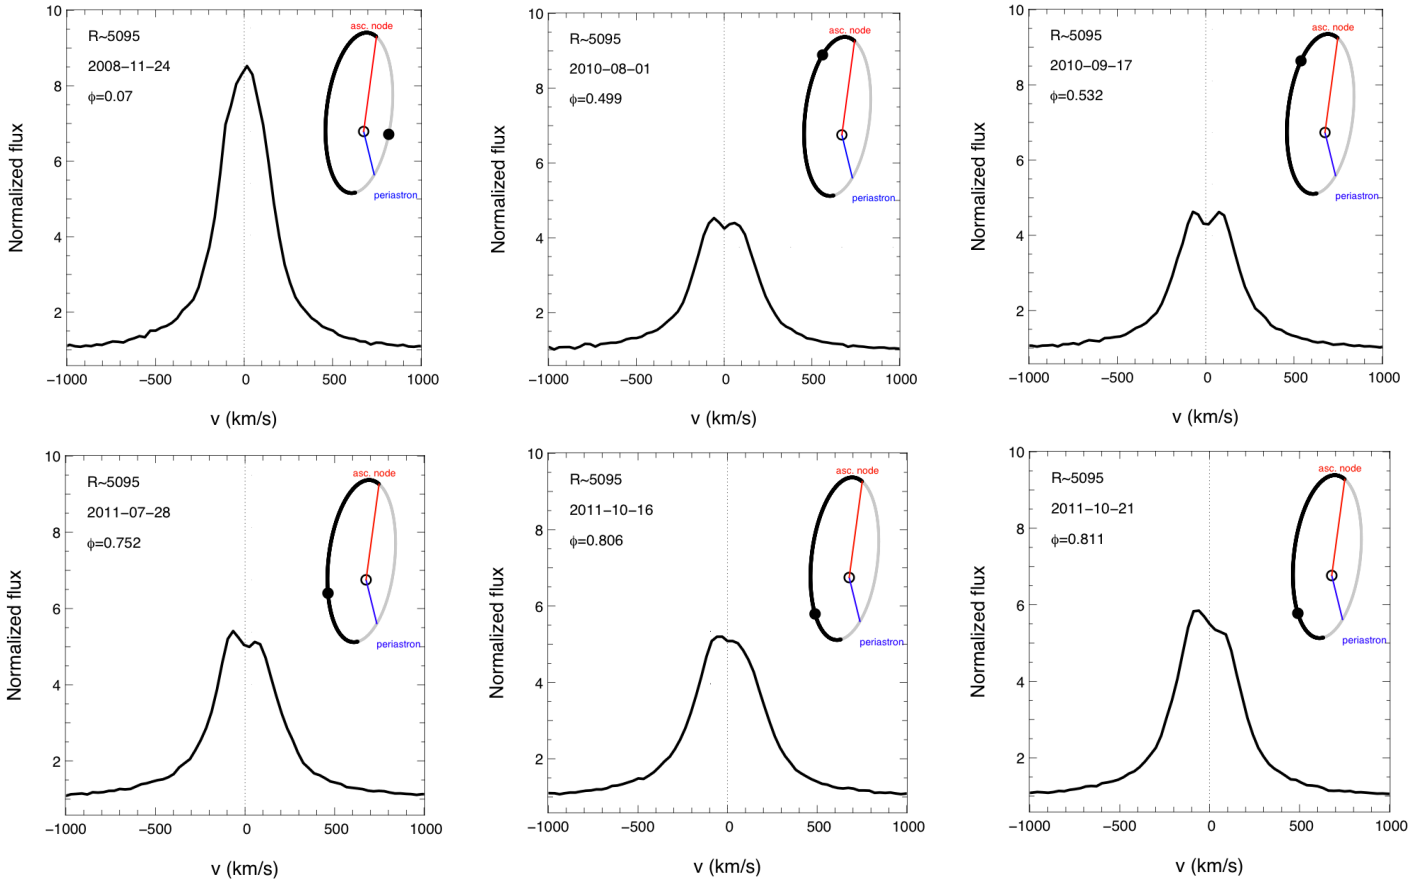 10
8
6
4
2
Normalized flux
R~5095
2008−11−24
ϕ=0.07
asc. node
periastron
−1000
−500
0
500
1000
v (km/s)
10
8
6
4
2
Normalized flux
R~5095
2010−08−01
ϕ=0.499
asc. node
periastron
−1000
−500
0
500
1000
v (km/s)
10
8
6
4
2
Normalized flux
R~5095
2010−09−17
ϕ=0.532
asc. node
periastron
−1000
−500
0
500
1000
v (km/s)
10
8
6
4
2
Normalized flux
R~5095
2011−07−28
ϕ=0.752
asc. node
periastron
−1000
−500
0
500
1000
v (km/s)
10
8
6
4
2
Normalized flux
R~5095
2011−10−16
ϕ=0.806
asc. node
periastron
−1000
−500
0
500
1000
v (km/s)
10
8
6
4
2
Normalized flux
R~5095
2011−10−21
ϕ=0.811
asc. node
periastron
−1000
−500
0
500
1000
v (km/s)